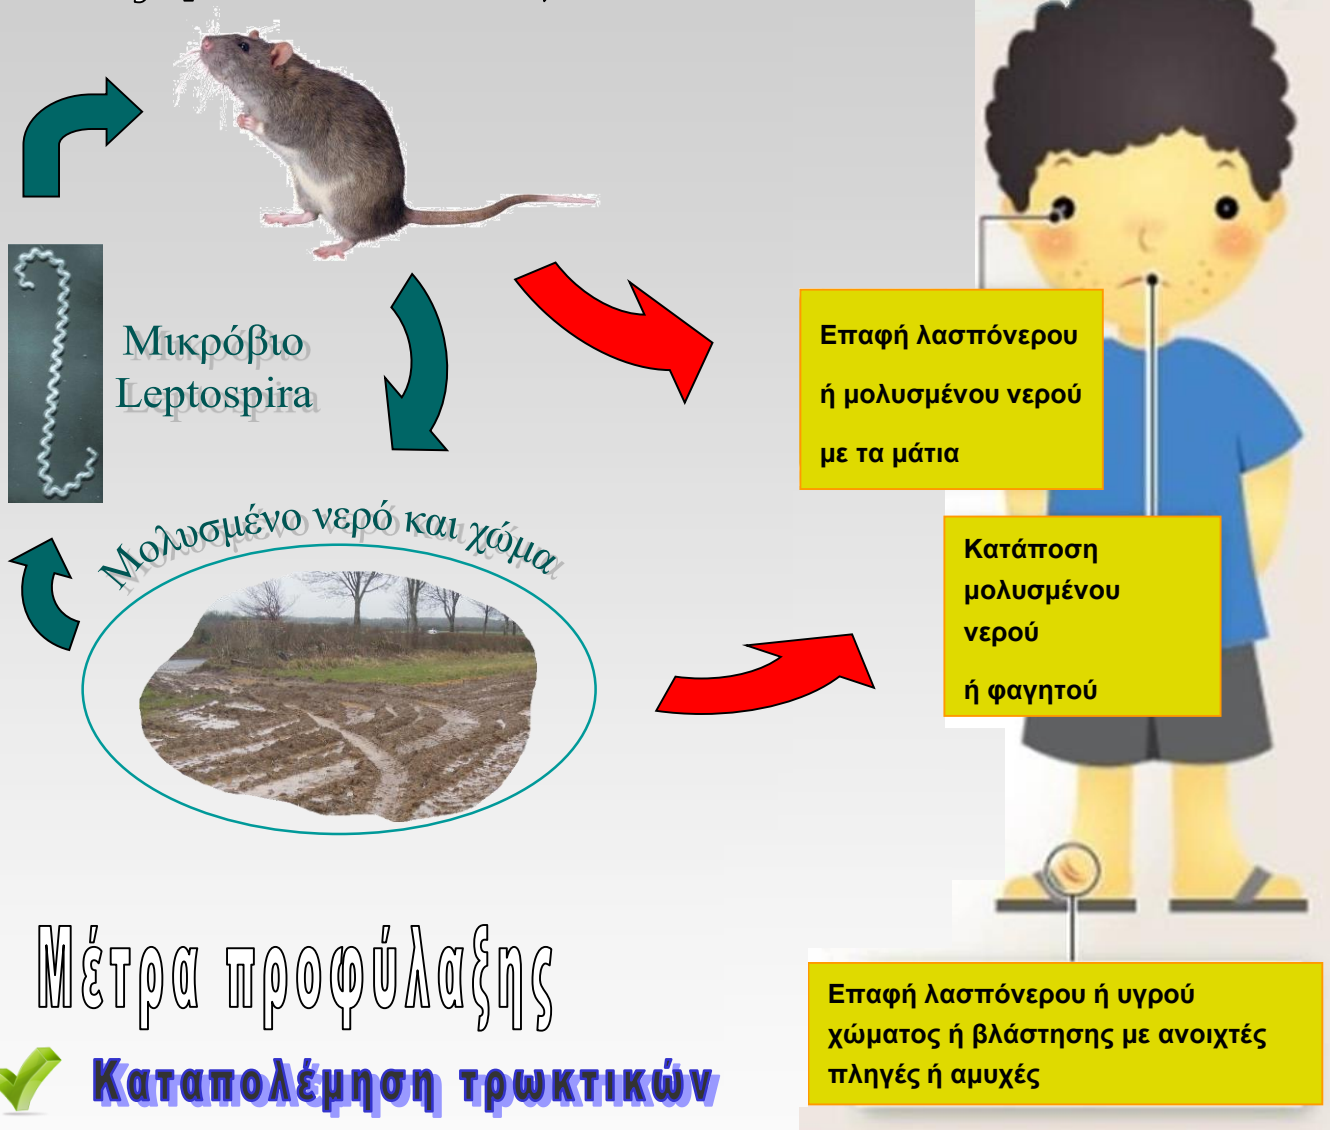 Μικρόβιο
Leptospira
Μολυσμένο νερό και χώμα
Επαφή λασπόνερου
ή μολυσμένου νερού
με τα μάτια
Κατάποση
μολυσμένου
νερού
ή φαγητού
Επαφή λασπόνερου ή υγρού
χώματος ή βλάστησης με ανοιχτές
πληγές ή αμυχές
Μέτρα προφύλαξης
Καταπολέμηση τρωκτικών